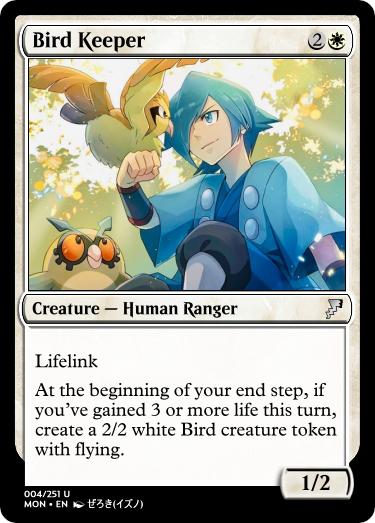 Bird Keeper 2
Creature — Human Ranger
Lifelink
At the beginning of your end step, if
you've gained 3 or more life this turn,
create a 2/2 white Bird creature token
with flying.
004/251 U
MON • EN ぜろき(イズノ)
1/2